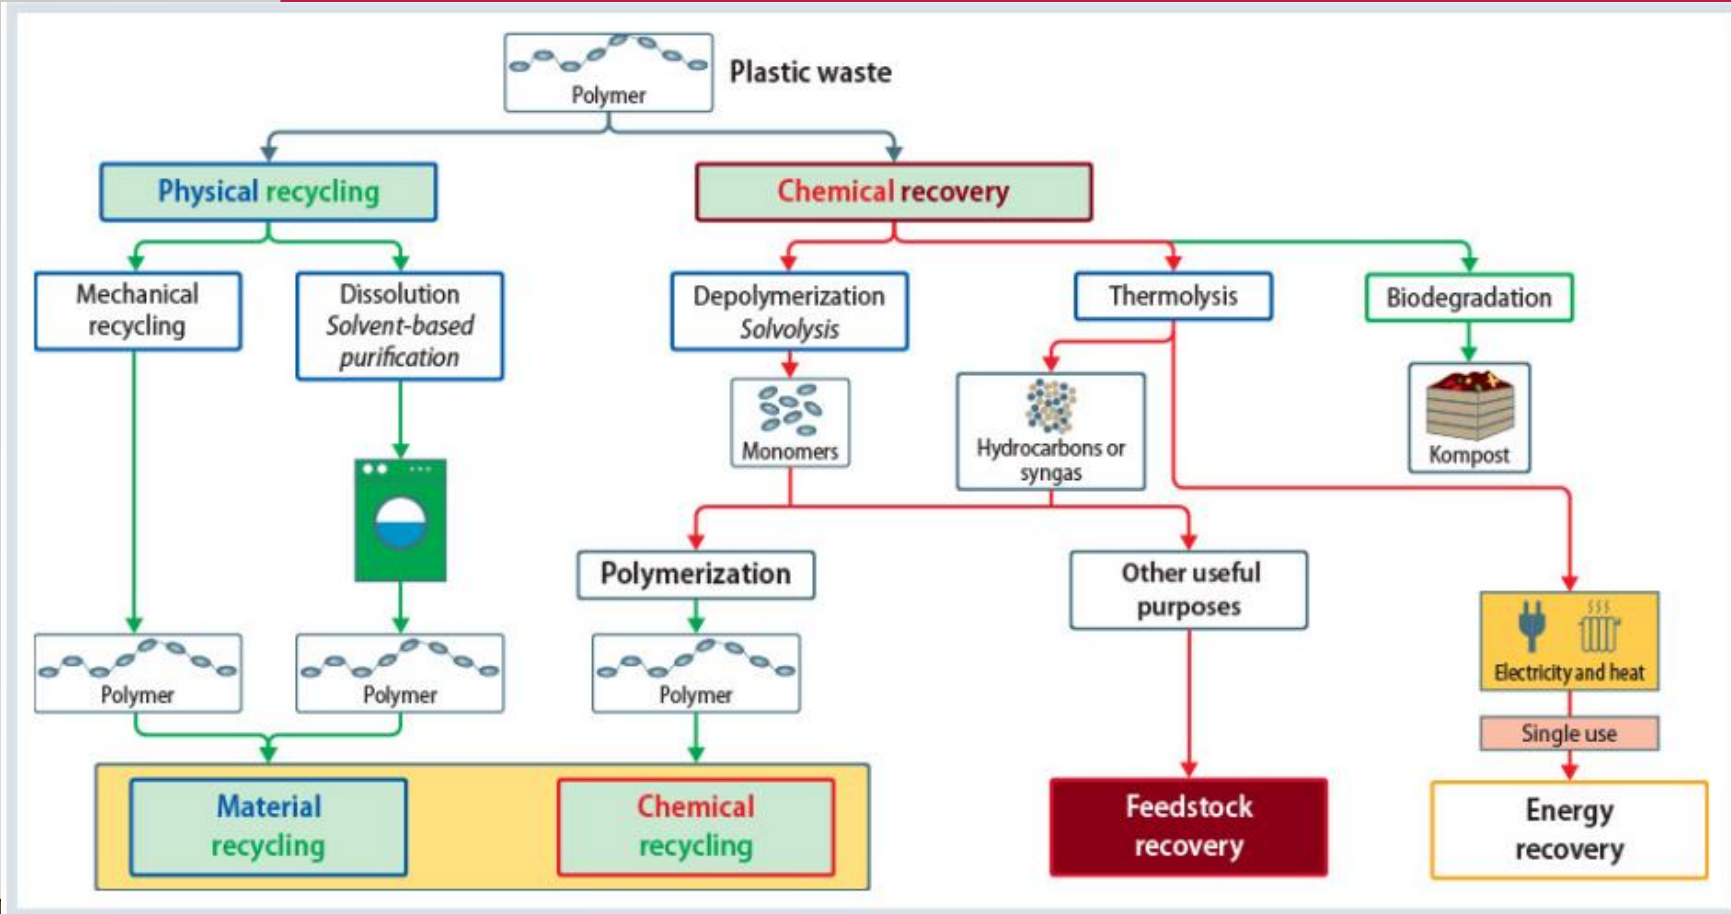 Polymer
Plastic waste
Physical recycling
Chemical recovery
Mechanical
recycling
Dissolution
Solvent-based
purification
Depolymerization
Solvolysis
Thermolysis
Biodegradation
Monomers
Hydrocarbons or
syngas
Kompost
Polymerization
Other useful
purposes
Electricity and heat
Polymer
Polymer
Polymer
Single use
Material
recycling
Chemical
recycling
Feedstock
recovery
Energy
recovery